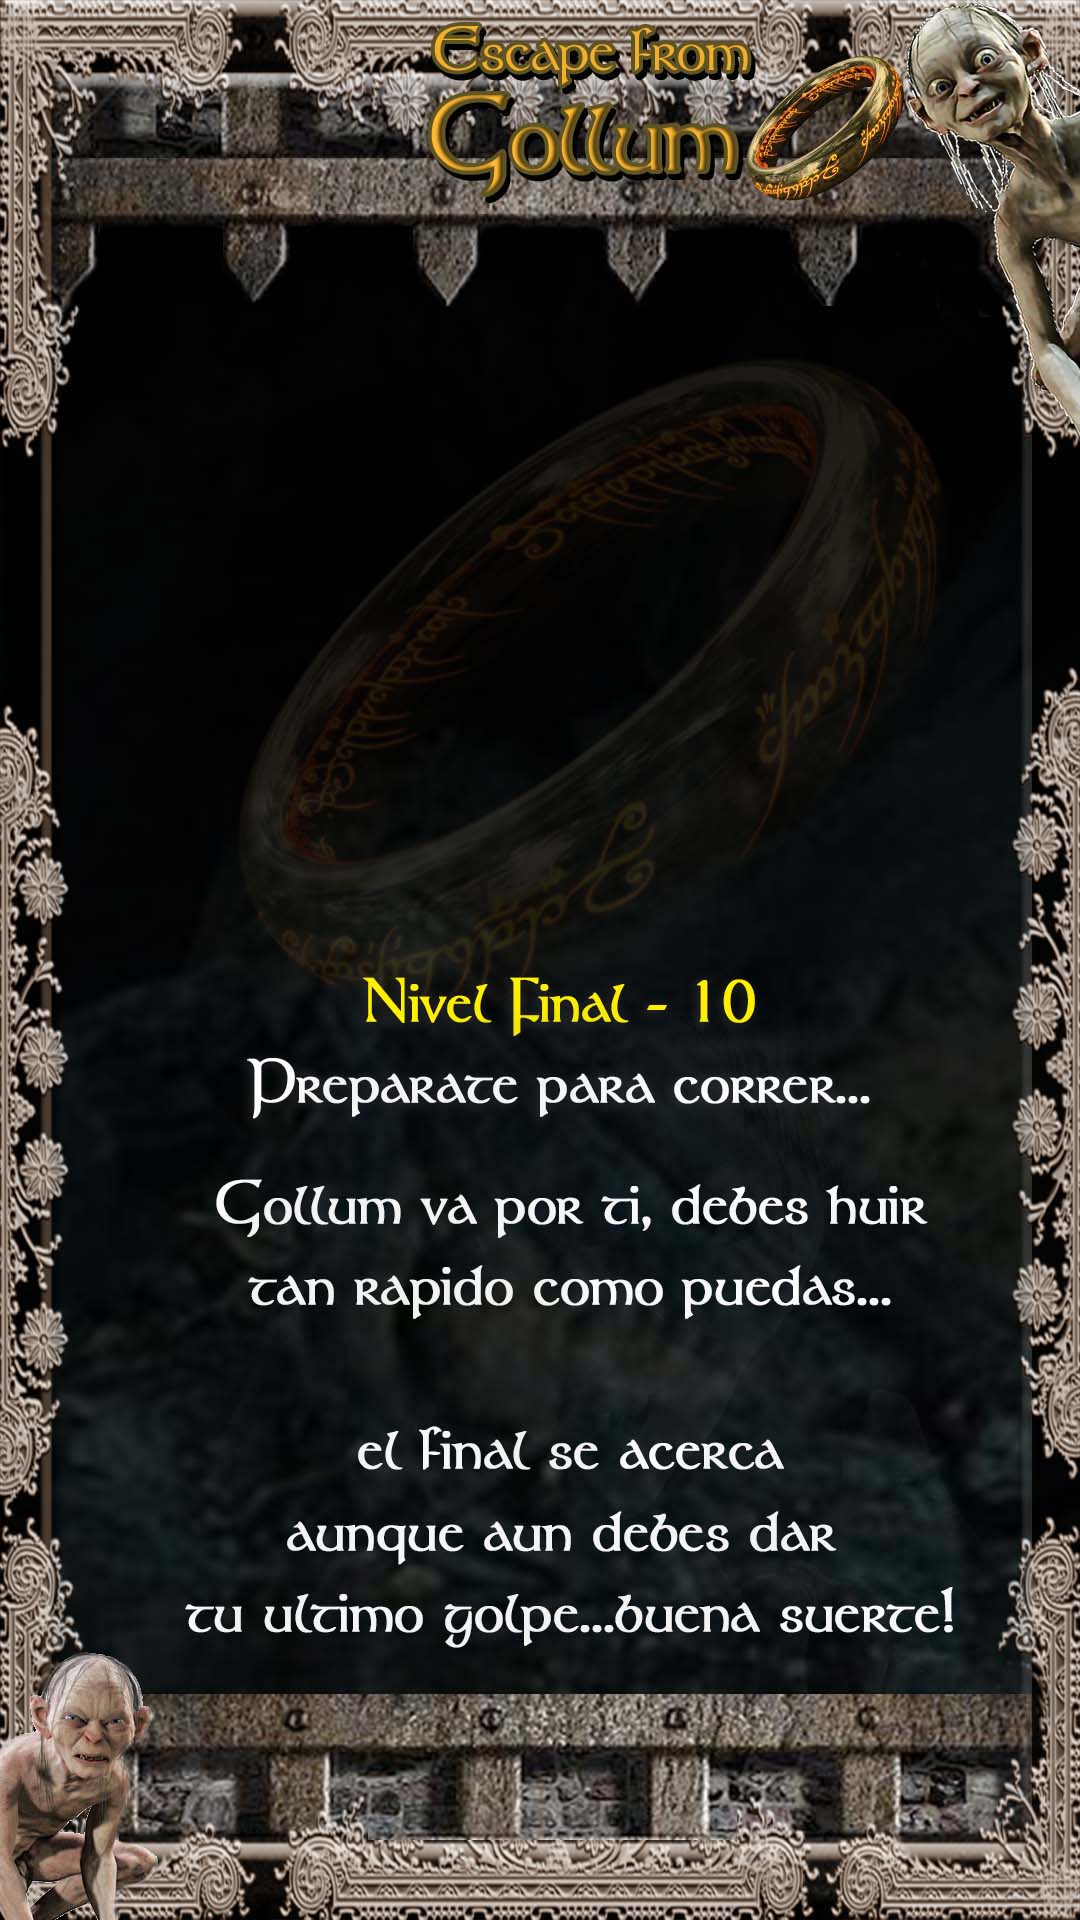 Escape from
Gollum
Nivel Final - 10
Preparate para correr...
Gollum va por ti, debes huir
tan rapido como puedas...
el final se acerca
aunque aun debes dar
tu ultimo golpe...buena suerte!